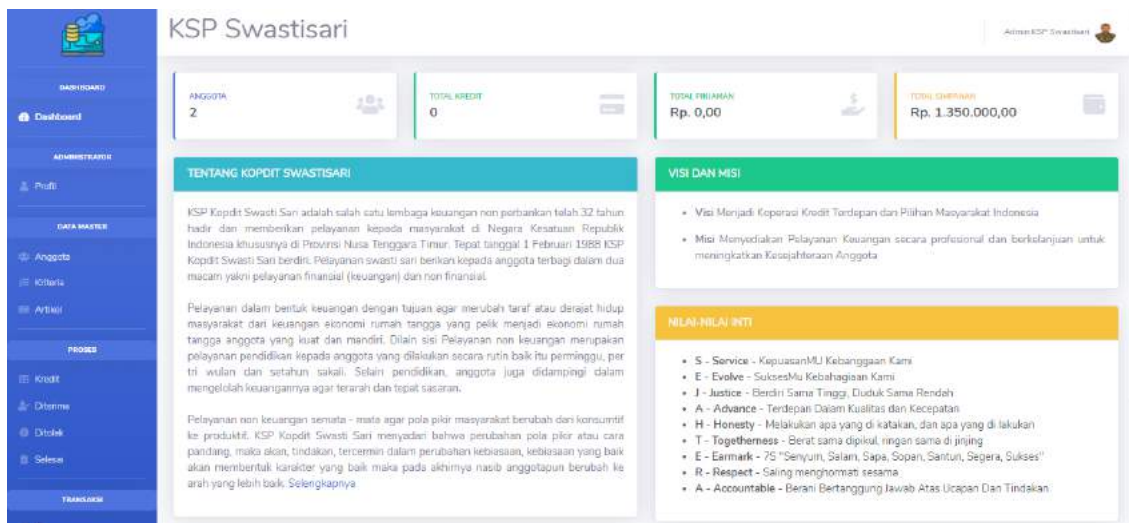 KSP Swastisari
Admin KSP Swastisari
DASHBOARD
Dashboard
ADMINISTRATOR
Profil
DATA MASTER
Anggota
Kriteria
Artikel
PROSES
Kredit
Diterima
Ditolak
Selesai
TRANSAKSI
ANGGOTA
2
TOTAL KREDIT
0
TOTAL PINJAMAN
Rp. 0,00
TOTAL SIMPANAN
Rp. 1.350.000,00
TENTANG KOPDIT SWASTISARI
KSP Kopdit Swasti Sari adalah salah satu lembaga keuangan non perbankan telah 32 tahun
hadir dan memberikan pelayanan kepada masyarakat di Negara Kesatuan Republik
Indonesia khususnya di Provinsi Nusa Tenggara Timur. Tepat tanggal 1 Februari 1988 KSP
Kopdit Swasti Sari berdiri. Pelayanan swasti sari berikan kepada anggota terbagi dalam dua
macam yakni pelayanan finansial (keuangan) dan non finansial.
Pelayanan dalam bentuk keuangan dengan tujuan agar merubah taraf atau derajat hidup
masyarakat dari keuangan ekonomi rumah tangga yang pelik menjadi ekonomi rumah
tangga anggota yang kuat dan mandiri. Dilain sisi Pelayanan non keuangan merupakan
pelayanan pendidikan kepada anggota yang dilakukan secara rutin baik itu perminggu, per
tri wulan dan setahun sakali. Selain pendidikan, anggota juga didampingi dalam
mengelolah keuangannya agar terarah dan tepat sasaran.
Pelayanan non keuangan semata - mata agar pola pikir masyarakat berubah dari konsumtif
ke produktif. KSP Kopdit Swasti Sari menyadari bahwa perubahan pola pikir atau cara
pandang, maka akan, tindakan, tercermin dalam perubahan kebiasaan, kebiasaan yang baik
akan membentuk karakter yang baik maka pada akhirnya nasib anggotapun berubah ke
arah yang lebih baik. Selengkapnya
VISI DAN MISI
Visi Menjadi Koperasi Kredit Terdepan dan Pilihan Masyarakat Indonesia
Misi Menyediakan Pelayanan Keuangan secara profesional dan berkelanjuan untuk
meningkatkan Kesejahteraan Anggota
NILAI-NILAI INTI
S - Service - KepuasanMU Kebanggaan Kami
E - Evolve - SuksesMu Kebahagiaan Kami
J - Justice - Berdiri Sama Tinggi, Duduk Sama Rendah
A - Advance - Terdepan Dalam Kualitas dan Kecepatan
H - Honesty - Melakukan apa yang di katakan, dan apa yang di lakukan
T - Togetherness - Berat sama dipikul, ringan sama di jinjing
E - Earmark - 7S "Senyum, Salam, Sapa, Sopan, Santun, Segera, Sukses"
R - Respect - Saling menghormati sesama
A - Accountable - Berani Bertanggung Jawab Atas Ucapan Dan Tindakan